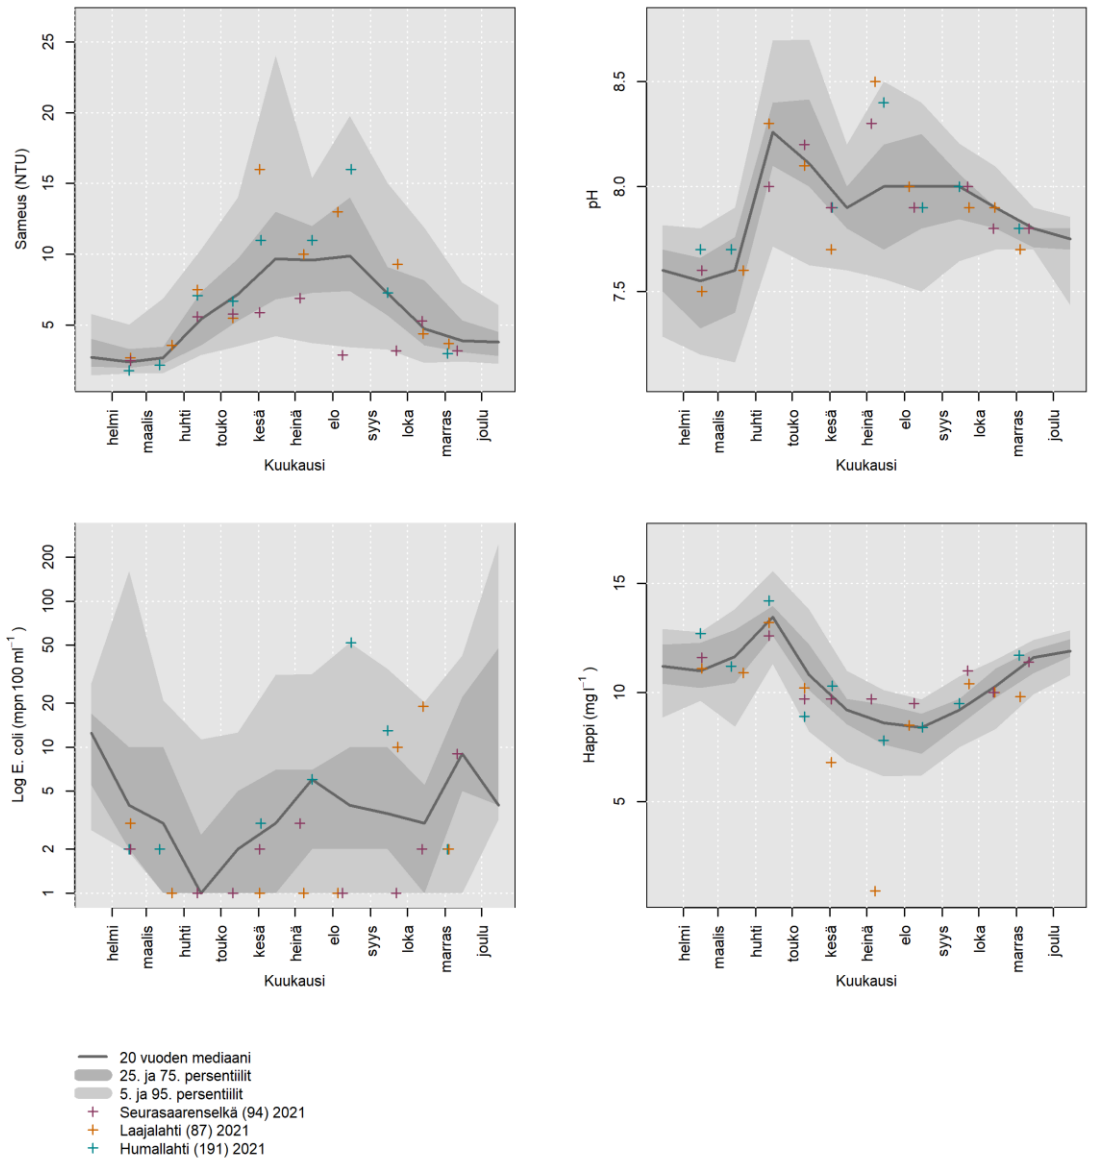 Sameus (NTU)
25
20
15
10
5
helmi
maalis
huhti
touko
kesä
heinä
elo
syys
loka
marras
joulu
Kuukausi
pH
8.5
8.0
7.5
helmi
maalis
huhti
touko
kesä
heinä
elo
syys
loka
marras
joulu
Kuukausi
Log E. coli (mpn 100 ml⁻¹ )
200
100
50
20
10
5
2
1
helmi
maalis
huhti
touko
kesä
heinä
elo
syys
loka
marras
joulu
Kuukausi
Happi (mg l⁻¹ )
15
10
5
helmi
maalis
huhti
touko
kesä
heinä
elo
syys
loka
marras
joulu
Kuukausi
20 vuoden mediaani
25. ja 75. persentiilit
5. ja 95. persentiilit
Seurasaarenselkä (94) 2021
Laajalahti (87) 2021
Humallahti (191) 2021